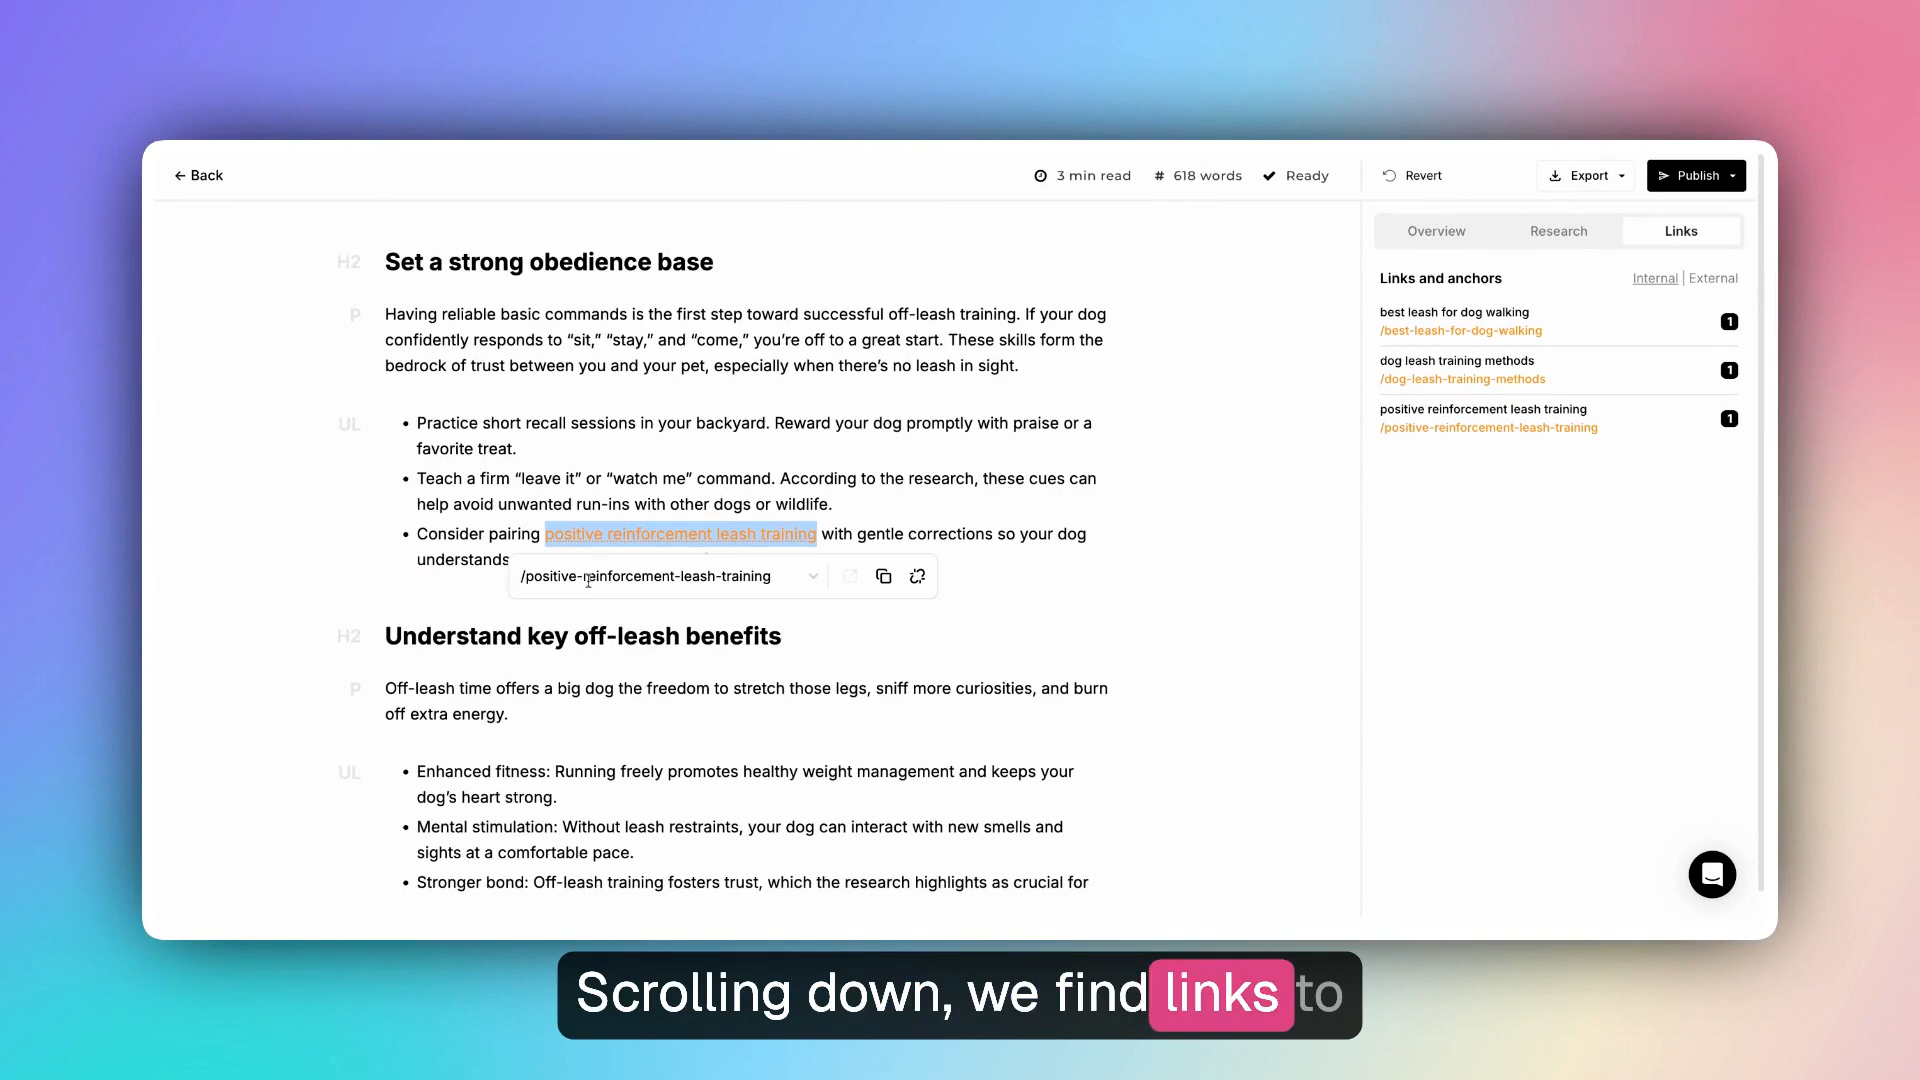 ← Back
3 min read
# 618 words
Ready
Revert
Export
Publish
Overview
Research
Links
Links and anchors
Internal | External
best leash for dog walking
/best-leash-for-dog-walking
1
dog leash training methods
/dog-leash-training-methods
1
positive reinforcement leash training
/positive-reinforcement-leash-training
1
H2
Set a strong obedience base
P
Having reliable basic commands is the first step toward successful off-leash training. If your dog
confidently responds to “sit,” “stay,” and “come,” you’re off to a great start. These skills form the
bedrock of trust between you and your pet, especially when there’s no leash in sight.
UL
• Practice short recall sessions in your backyard. Reward your dog promptly with praise or a
favorite treat.
• Teach a firm “leave it” or “watch me” command. According to the research, these cues can
help avoid unwanted run-ins with other dogs or wildlife.
• Consider pairing positive reinforcement leash training with gentle corrections so your dog
understands
/positive-reinforcement-leash-training
H2
Understand key off-leash benefits
P
Off-leash time offers a big dog the freedom to stretch those legs, sniff more curiosities, and burn
off extra energy.
UL
• Enhanced fitness: Running freely promotes healthy weight management and keeps your
dog’s heart strong.
• Mental stimulation: Without leash restraints, your dog can interact with new smells and
sights at a comfortable pace.
• Stronger bond: Off-leash training fosters trust, which the research highlights as crucial for
Scrolling down, we find links to